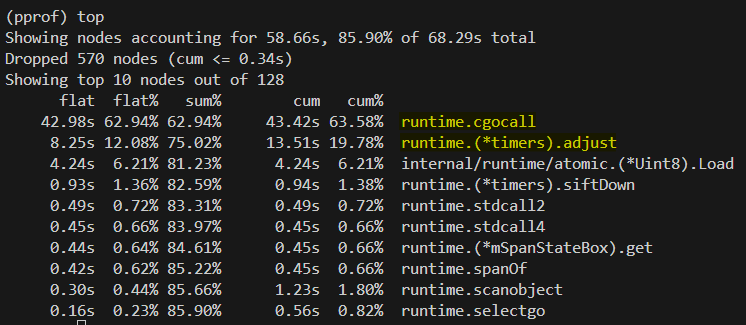 (pprof) top
Showing nodes accounting for 58.66s, 85.90% of 68.29s total
Dropped 570 nodes (cum <= 0.34s)
Showing top 10 nodes out of 128
flat flat% sum% cum cum%
42.98s 62.94% 62.94% 43.42s 63.58% runtime.cgocall
8.25s 12.08% 75.02% 13.51s 19.78% runtime.(*timers).adjust
4.24s 6.21% 81.23% 4.24s 6.21% internal/runtime/atomic.(*Uint8).Load
0.93s 1.36% 82.59% 0.94s 1.38% runtime.(*timers).siftDown
0.49s 0.72% 83.31% 0.49s 0.72% runtime.stdcall2
0.45s 0.66% 83.97% 0.45s 0.66% runtime.stdcall4
0.44s 0.64% 84.61% 0.45s 0.66% runtime.(*mSpanStateBox).get
0.42s 0.62% 85.22% 0.45s 0.66% runtime.spanOf
0.30s 0.44% 85.66% 1.23s 1.80% runtime.scanobject
0.16s 0.23% 85.90% 0.56s 0.82% runtime.selectgo